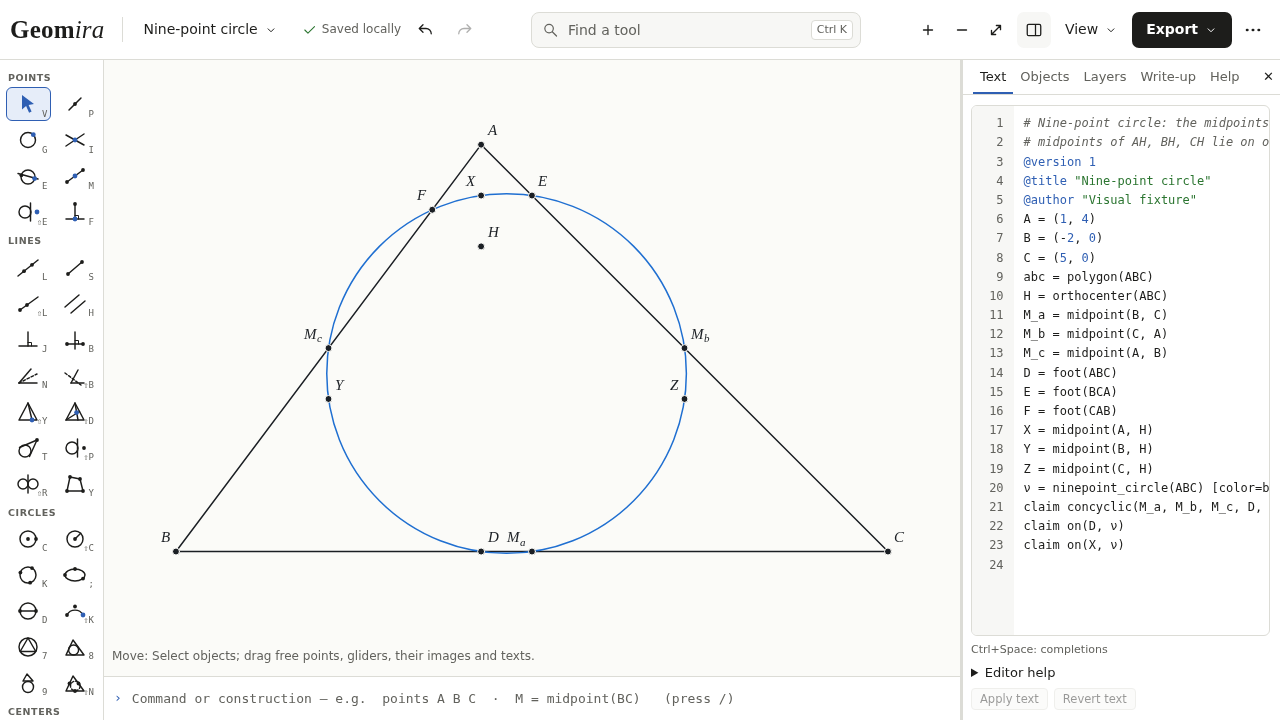 Geomira
Nine-point circle
Saved locally
Find a tool
Ctrl K
View
Export
POINTS
V
P
G
I
E
M
⇧E
F
LINES
L
S
⇧L
H
J
B
N
⇧B
⇧Y
⇧D
T
⇧P
⇧R
Y
CIRCLES
C
⇧C
K
;
D
⇧K
7
8
9
⇧N
CENTERS
A
F
X
E
H
Mc
Mb
Y
Z
B
D
Ma
C
Move: Select objects; drag free points, gliders, their images and texts.
› Command or construction — e.g. points A B C · M = midpoint(BC) (press /)
Text Objects Layers Write-up Help ✕
1 # Nine-point circle: the midpoints
2 # midpoints of AH, BH, CH lie on o
3 @version 1
4 @title "Nine-point circle"
5 @author "Visual fixture"
6 A = (1, 4)
7 B = (-2, 0)
8 C = (5, 0)
9 abc = polygon(ABC)
10 H = orthocenter(ABC)
11 M_a = midpoint(B, C)
12 M_b = midpoint(C, A)
13 M_c = midpoint(A, B)
14 D = foot(ABC)
15 E = foot(BCA)
16 F = foot(CAB)
17 X = midpoint(A, H)
18 Y = midpoint(B, H)
19 Z = midpoint(C, H)
20 ν = ninepoint_circle(ABC) [color=b
21 claim concyclic(M_a, M_b, M_c, D,
22 claim on(D, ν)
23 claim on(X, ν)
24
Ctrl+Space: completions
Editor help
Apply text
Revert text